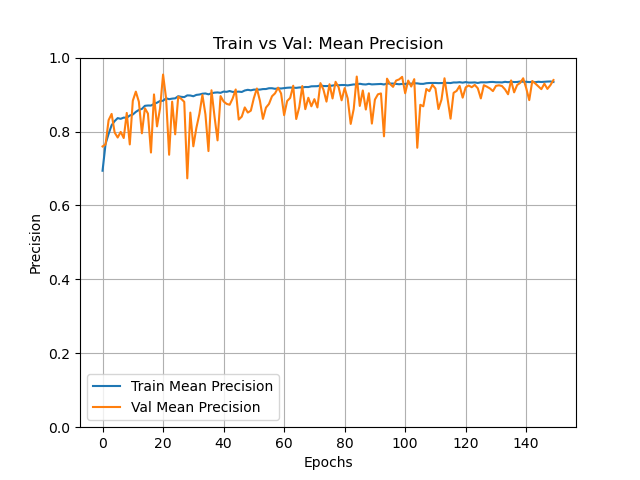 Train vs Val: Mean Precision
1.0
0.8
0.6
0.4
0.2
0.0
Precision
Train Mean Precision
Val Mean Precision
0 20 40 60 80 100 120 140
Epochs